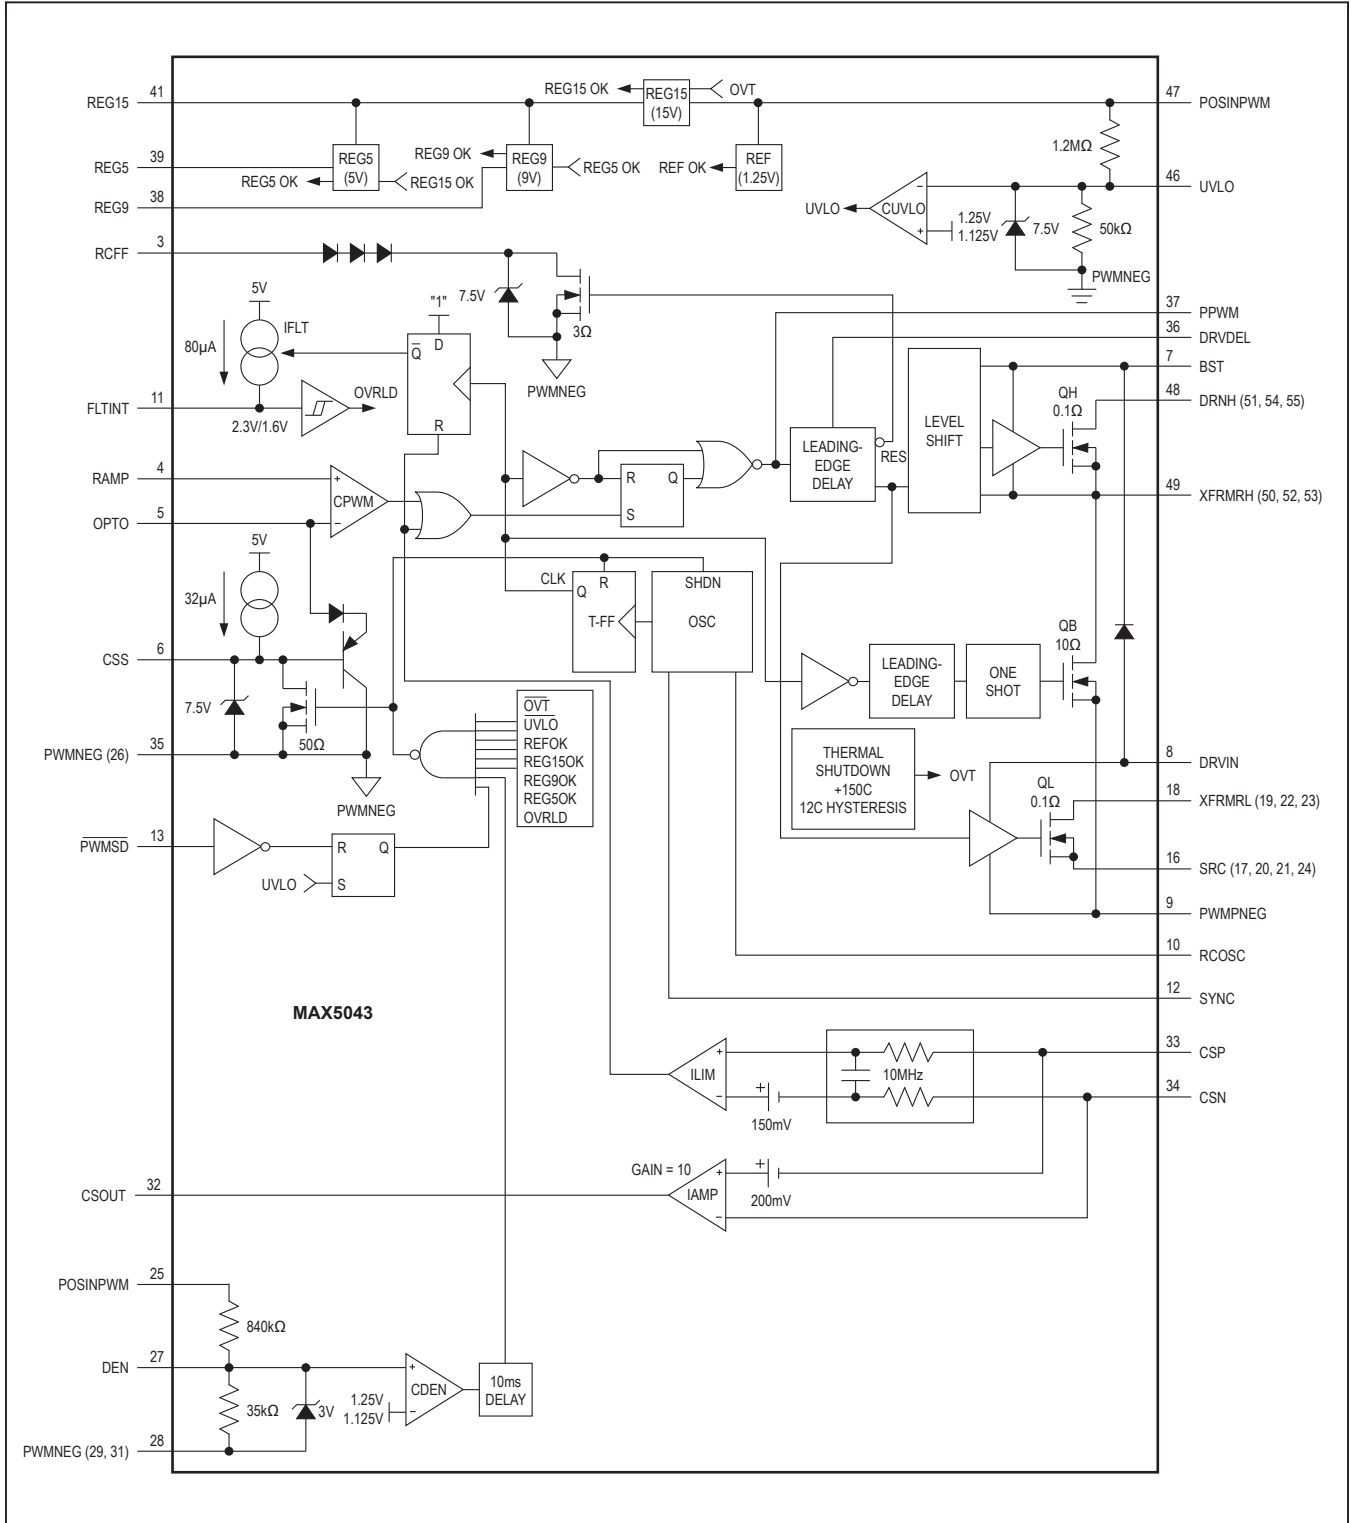 REG15 OK
REG15
(15V)
OVT
REG15 41
47 POSINPWM
REG5
(5V)
REG9 OK
REG9
(9V)
REG5 OK
REF OK
REF
(1.25V)
1.2MΩ
REG5 39
REG5 OK
REG15 OK
46 UVLO
REG9 38
UVLO
CUVLO
-
+
1.25V
1.125V
7.5V
50kΩ
RCFF 3
PWMNEG
5V
"1"
7.5V
3Ω
37 PPWM
IFLT
80µA
Q
D
R
36 DRVDEL
PWMNEG
7 BST
FLTINT 11
OVRLD
2.3V/1.6V
QH
0.1Ω
48 DRNH (51, 54, 55)
LEVEL
SHIFT
LEADING-
EDGE
DELAY
RES
RAMP 4
+
CPWM
-
R
Q
S
49 XFRMRH (50, 52, 53)
OPTO 5
5V
32µA
CLK
Q
R
T-FF
SHDN
OSC
CSS 6
QB
10Ω
LEADING-
EDGE
DELAY
ONE
SHOT
7.5V
50Ω
OVT
UVLO
REFOK
REG15OK
REG9OK
REG5OK
OVRLD
PWMNEG (26) 35
PWMNEG
THERMAL
SHUTDOWN
+150C
12C HYSTERESIS
OVT
8 DRVIN
QL
0.1Ω
18 XFRMRL (19, 22, 23)
PWMSD 13
R
Q
S
UVLO
16 SRC (17, 20, 21, 24)
9 PWMPNEG
10 RCOSC
12 SYNC
MAX5043
ILIM
+
-
150mV
+
10MHz
33 CSP
34 CSN
GAIN = 10
IAMP
+
-
+
200mV
CSOUT 32
POSINPWM 25
840kΩ
DEN 27
35kΩ
3V
1.25V
1.125V
+
CDEN
-
10ms
DELAY
PWMNEG (29, 31) 28